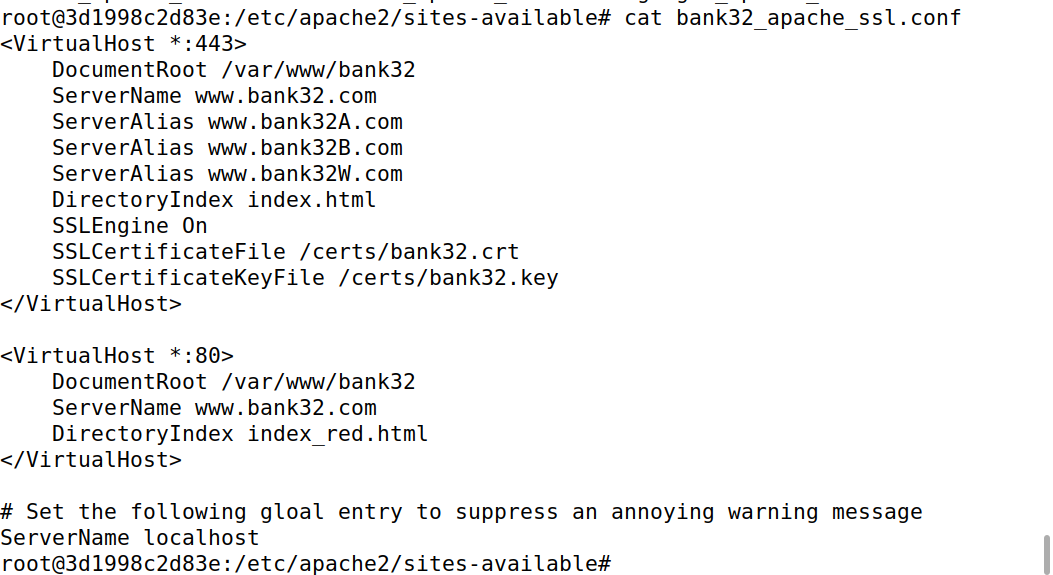 root@3d1998c2d83e:/etc/apache2/sites-available# cat bank32_apache_ssl.conf
<VirtualHost *:443>
    DocumentRoot /var/www/bank32
    ServerName www.bank32.com
    ServerAlias www.bank32A.com
    ServerAlias www.bank32B.com
    ServerAlias www.bank32W.com
    DirectoryIndex index.html
    SSLEngine On
    SSLCertificateFile /certs/bank32.crt
    SSLCertificateKeyFile /certs/bank32.key
</VirtualHost>

<VirtualHost *:80>
    DocumentRoot /var/www/bank32
    ServerName www.bank32.com
    DirectoryIndex index_red.html
</VirtualHost>

# Set the following gloal entry to suppress an annoying warning message
ServerName localhost
root@3d1998c2d83e:/etc/apache2/sites-available#